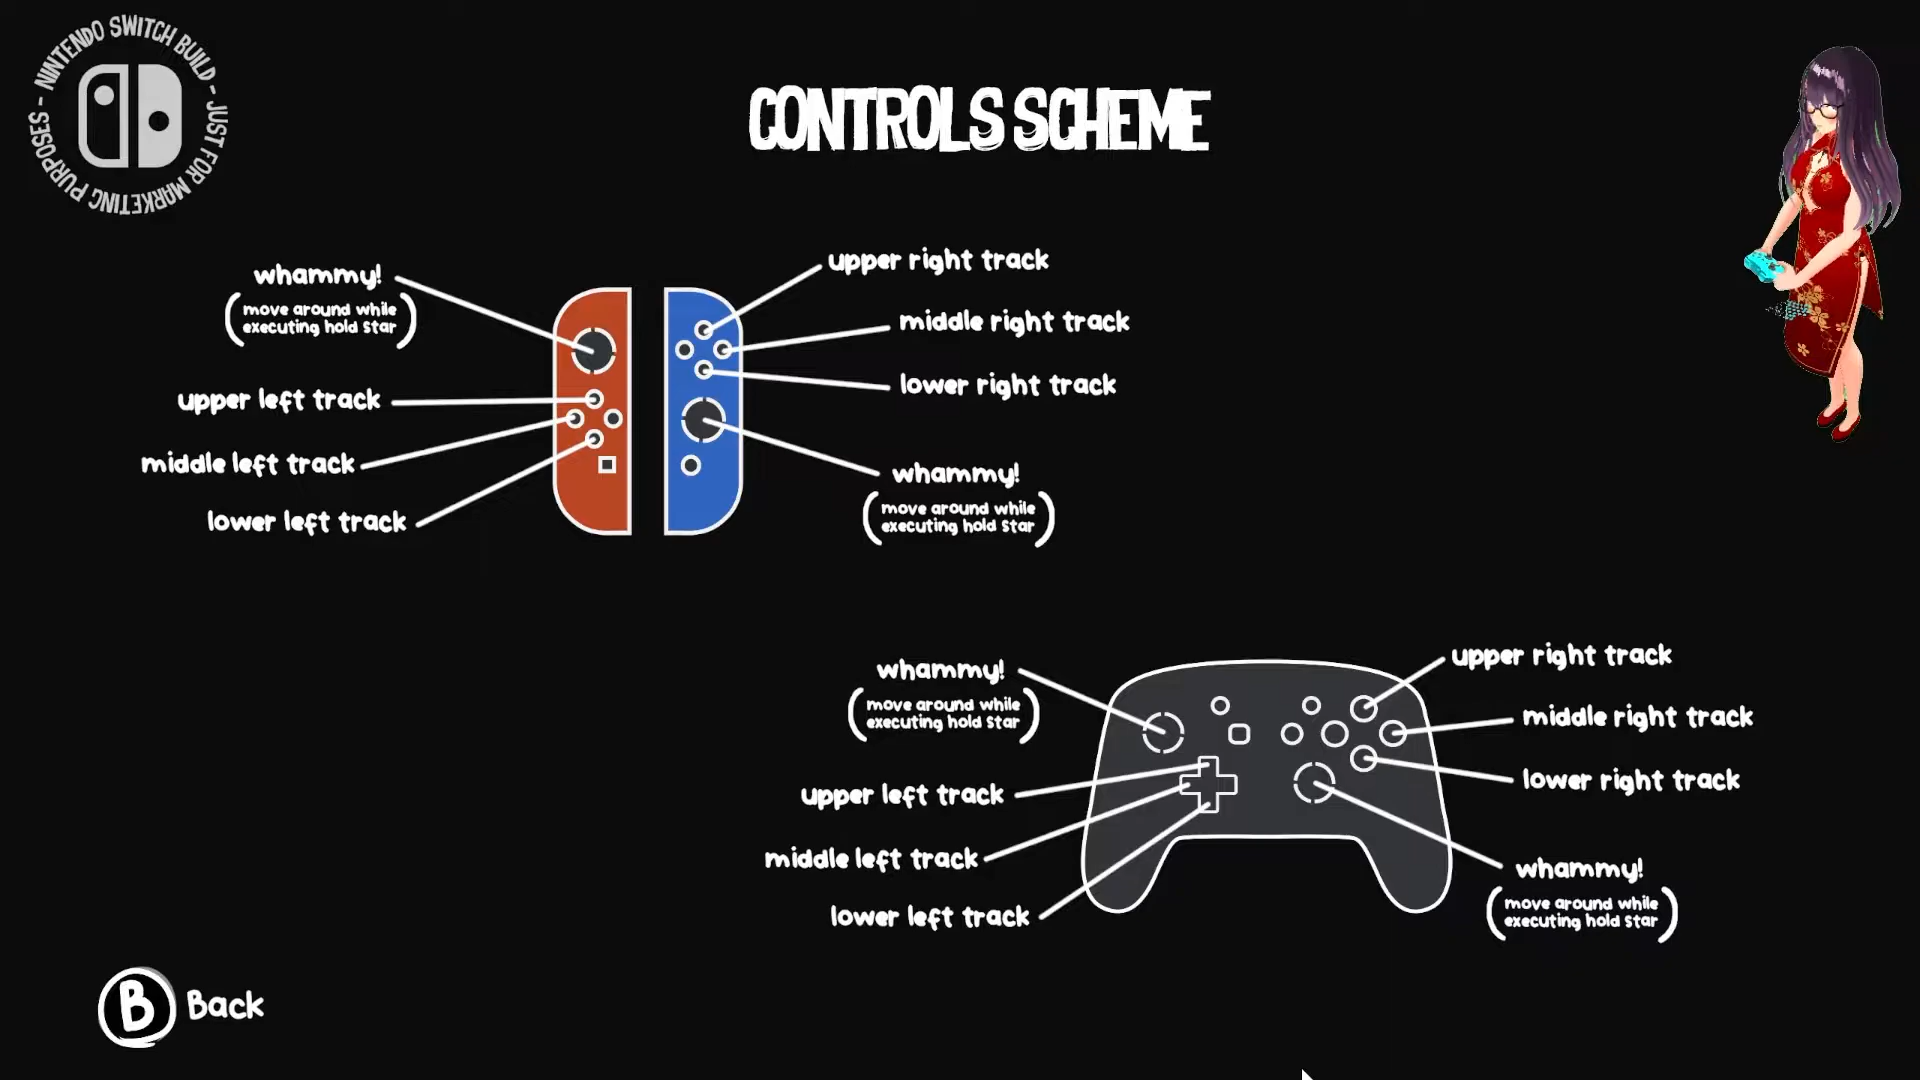 NINTENDO SWITCH BUILD - JUST FOR MARKETING PURPOSES -
CONTROLS SCHEME
whammy!
(move around while
executing hold star)
upper left track
middle left track
lower left track
upper right track
middle right track
lower right track
whammy!
(move around while
executing hold star)
whammy!
(move around while
executing hold star)
upper left track
middle left track
lower left track
upper right track
middle right track
lower right track
whammy!
(move around while
executing hold star)
B Back